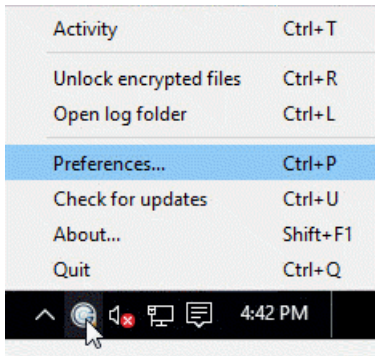 Activity Ctrl+T
Unlock encrypted files Ctrl+R
Open log folder Ctrl+L
Preferences... Ctrl+P
Check for updates Ctrl+U
About... Shift+F1
Quit Ctrl+Q
4:42 PM